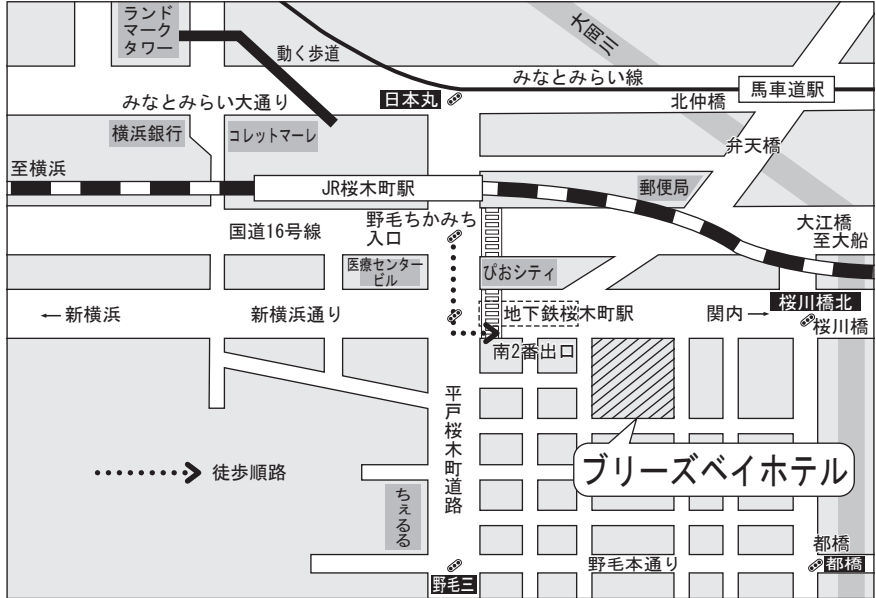 ランド
マーク
タワー
動く歩道
大岡川
みなとみらい線
馬車道駅
みなとみらい大通り
日本丸
北仲橋
横浜銀行
コレットマーレ
弁天橋
至横浜
JR桜木町駅
郵便局
国道16号線
野毛ちかみち
入口
大江橋
至大船
医療センター
ビル
ぴおシティ
←新横浜
新横浜通り
地下鉄桜木町駅
関内→
桜川橋北
桜川橋
南2番出口
平戸桜木町道路
ブリーズベイホテル
徒歩順路
ちぇるる
野毛三
野毛本通り
都橋
都橋